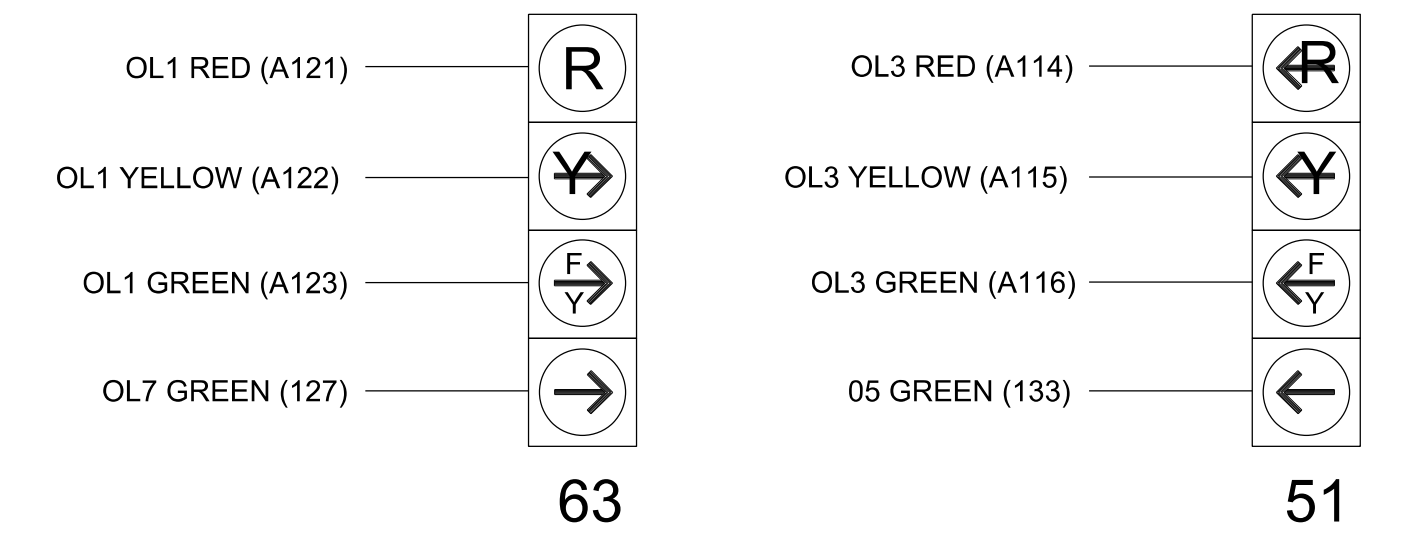 OL1 RED (A121)
R
OL1 YELLOW (A122)
Y
OL1 GREEN (A123)
F
Y
OL7 GREEN (127)
63
OL3 RED (A114)
R
OL3 YELLOW (A115)
Y
OL3 GREEN (A116)
F
Y
05 GREEN (133)
51